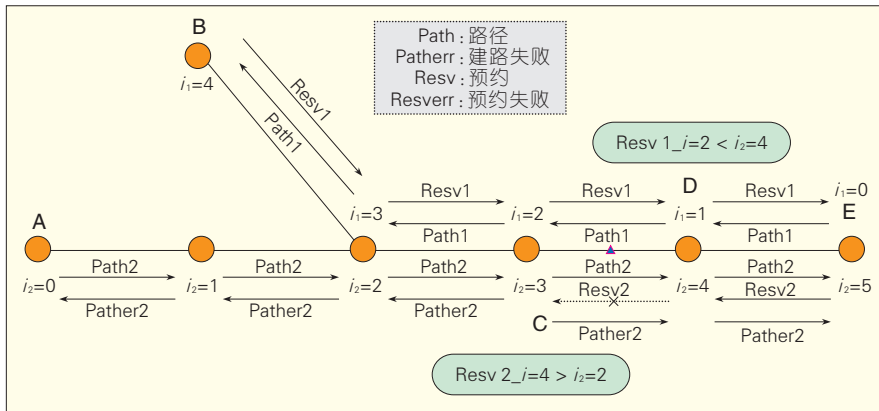 B
i₁=4
Path : 路径
Patherr : 建路失败
Resv : 预约
Resverr : 预约失败
Resv1
Path1
Resv 1_i=2 < i₂=4
A
i₁=3
Resv1
i₁=2
Resv1
D
i₁=1
Resv1
i₁=0
E
Path1
Path1
Path1
i₂=0
Path2
Pather2
i₂=1
Path2
Pather2
i₂=2
Path2
Pather2
i₂=3
Path2
Resv2
C
Pather2
i₂=4
Path2
Resv2
Pather2
i₂=5
Resv 2_i=4 > i₂=2